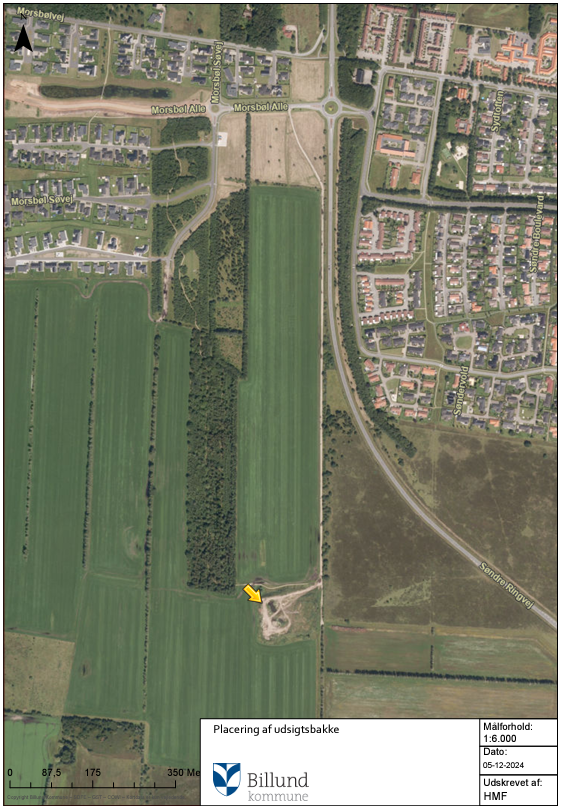 Morsbølvej
Morsbøl Søvej
Morsbøl Alle
Morsbøl Alle
Sydtoften
Morsbøl Søvej
Søndre Boulevard
Søndervold
Søndre Ringvej
Placering af udsigtsbakke
Målforhold:
1:6.000
Dato:
05-12-2024
Udskrevet af:
HMF
Billund
kommune
0 87,5 175 350 Me